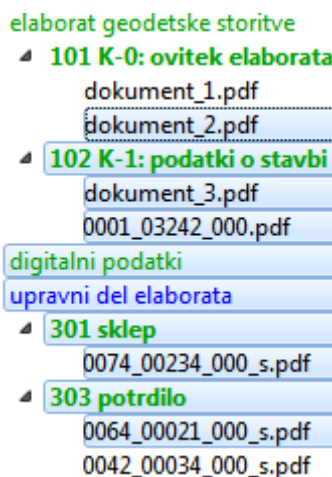 elaborat geodetske storitve
101 K-0: ovitek elaborata
dokument_1.pdf
dokument_2.pdf
102 K-1: podatki o stavbi
dokument_3.pdf
0001_03242_000.pdf
digitalni podatki
upravni del elaborata
301 sklep
0074_00234_000_s.pdf
303 potrdilo
0064_00021_000_s.pdf
0042_00034_000_s.pdf